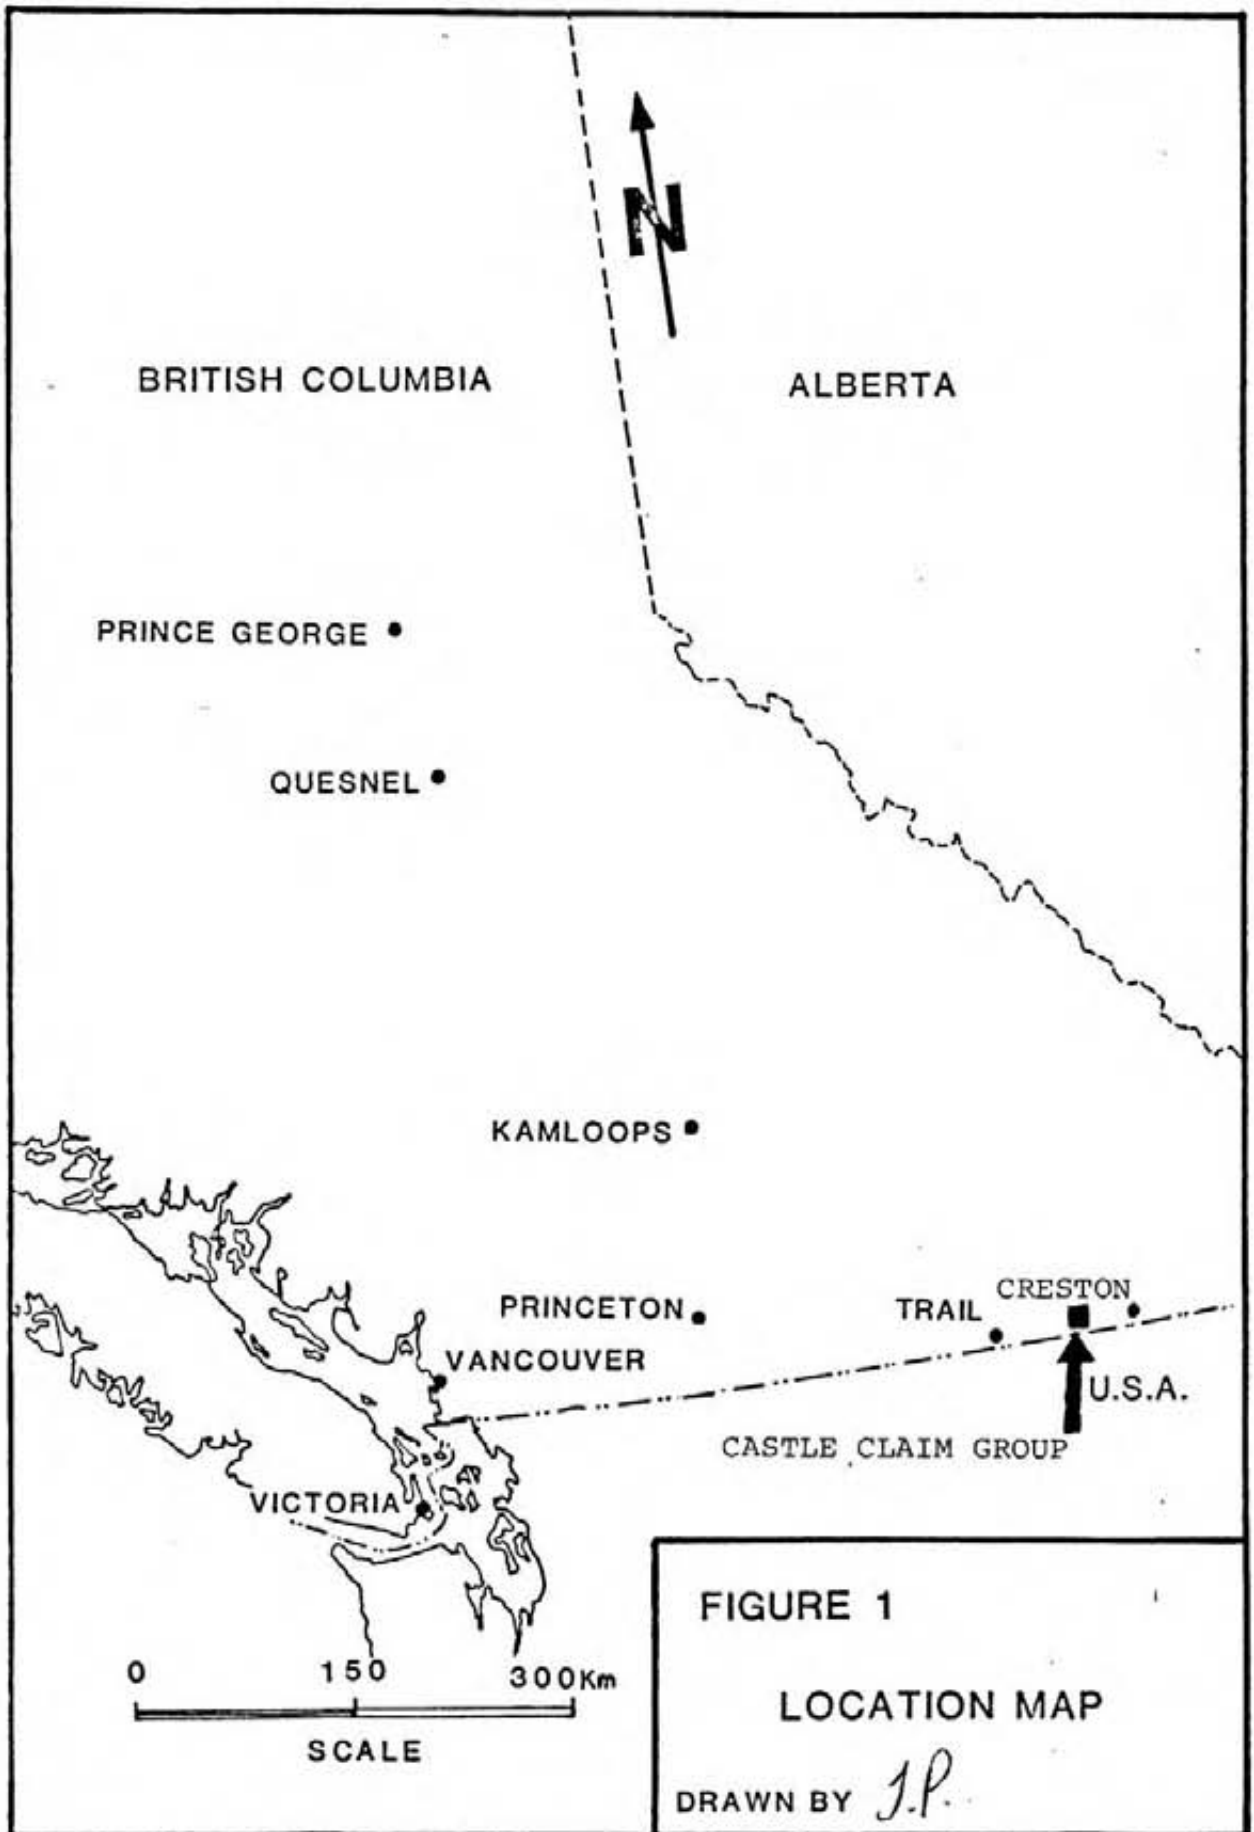 N
BRITISH COLUMBIA
ALBERTA
PRINCE GEORGE
QUESNEL
KAMLOOPS
CRESTON
PRINCETON
TRAIL
VANCOUVER
U.S.A.
CASTLE CLAIM GROUP
VICTORIA
FIGURE 1
0 150 300Km
SCALE
LOCATION MAP
DRAWN BY J.P.